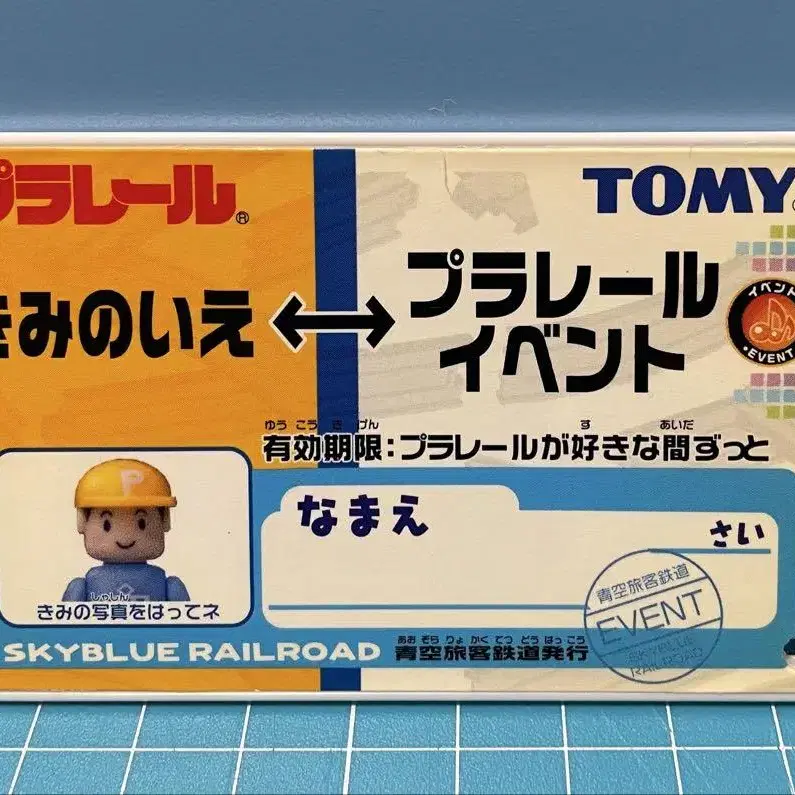 プラレール®
TOMY
きみのいえ ↔ プラレール
イベント
イベント
・EVENT・
ゆうこうきげん す あいだ
有効期限:プラレールが好きな間ずっと
なまえ
さい
しゃしん
きみの写真をはってネ
青空旅客鉄道
EVENT
SKYBLUE
RAILROAD
SKYBLUE RAILROAD
あおぞらりょかくてつどうはっこう
青空旅客鉄道発行
P